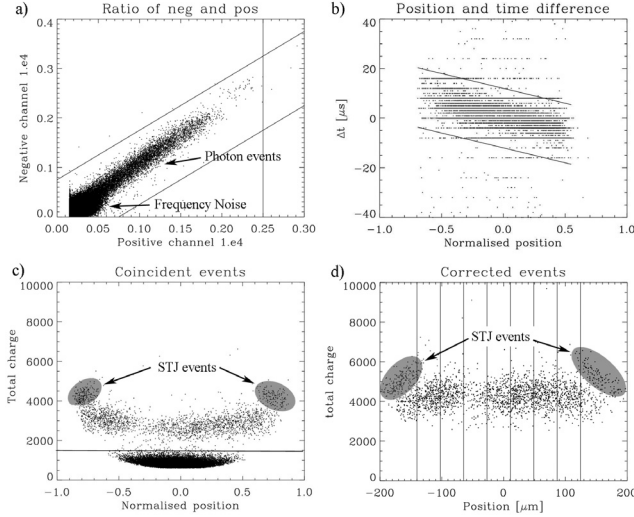 a) Ratio of neg and pos
Negative channel 1.e4
0.4
0.3
0.2
0.1
0.0
Photon events
Frequency Noise
0.00 0.05 0.10 0.15 0.20 0.25 0.30
Positive channel 1.e4
b) Position and time difference
Δt [μs]
40
20
0
-20
-40
-1.0 -0.5 0.0 0.5 1.0
Normalised position
c) Coincident events
Total charge
10000
8000
6000
4000
2000
0
STJ events
-1.0 -0.5 0.0 0.5 1.0
Normalised position
d) Corrected events
total charge
10000
8000
6000
4000
2000
0
STJ events
-200 -100 0 100 200
Position [μm]